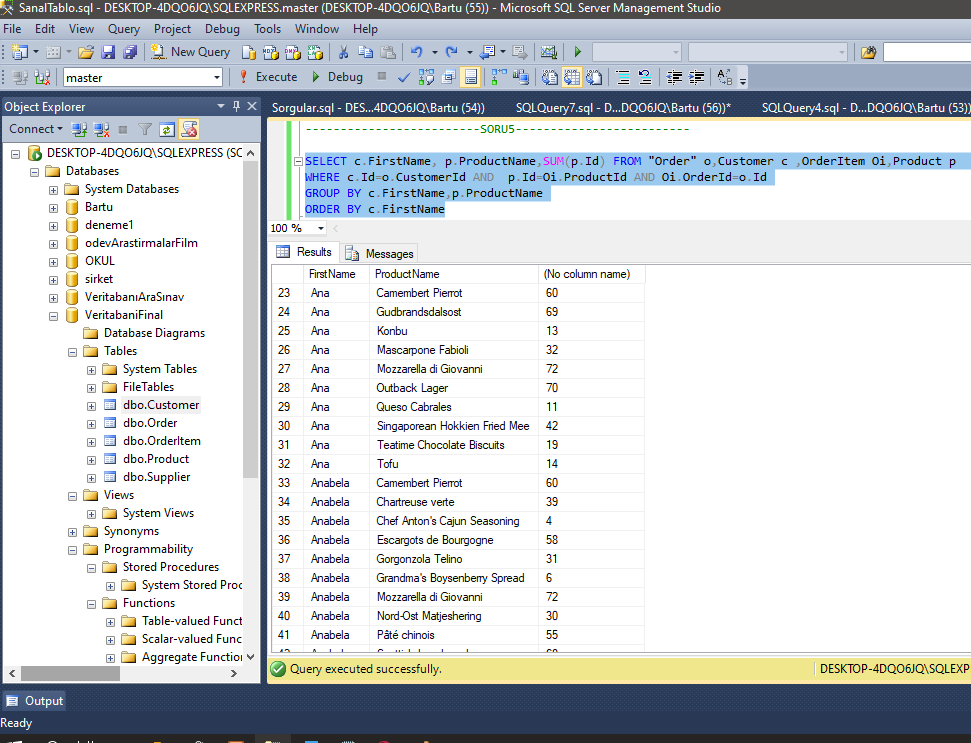 SanalTablo.sql - DESKTOP-4DQO6JQ\SQLEXPRESS.master (DESKTOP-4DQO6JQ\Bartu (55)) - Microsoft SQL Server Management Studio
File Edit View Query Project Debug Tools Window Help
New Query
master Execute Debug
Object Explorer
Connect
DESKTOP-4DQO6JQ\SQLEXPRESS (SC
Databases
System Databases
Bartu
deneme1
odevArastirmalarFilm
OKUL
sirket
VeritabanıAraSınav
VeritabaniFinal
Database Diagrams
Tables
System Tables
FileTables
dbo.Customer
dbo.Order
dbo.OrderItem
dbo.Product
dbo.Supplier
Views
System Views
Synonyms
Programmability
Stored Procedures
System Stored Proc
Functions
Table-valued Funct
Scalar-valued Func
Aggregate Function
Sorgular.sql - DES...4DQO6JQ\Bartu (54)) SQLQuery7.sql - D...DQO6JQ\Bartu (56))* SQLQuery4.sql - D...DQO6JQ\Bartu (53))
------------------------SORU5------------------------
SELECT c.FirstName, p.ProductName,SUM(p.Id) FROM "Order" o,Customer c ,OrderItem Oi,Product p
WHERE c.Id=o.CustomerId AND p.Id=Oi.ProductId AND Oi.OrderId=o.Id
GROUP BY c.FirstName,p.ProductName
ORDER BY c.FirstName
100 %
Results Messages
FirstName ProductName (No column name)
23 Ana Camembert Pierrot 60
24 Ana Gudbrandsdalsost 69
25 Ana Konbu 13
26 Ana Mascarpone Fabioli 32
27 Ana Mozzarella di Giovanni 72
28 Ana Outback Lager 70
29 Ana Queso Cabrales 11
30 Ana Singaporean Hokkien Fried Mee 42
31 Ana Teatime Chocolate Biscuits 19
32 Ana Tofu 14
33 Anabela Camembert Pierrot 60
34 Anabela Chartreuse verte 39
35 Anabela Chef Anton's Cajun Seasoning 4
36 Anabela Escargots de Bourgogne 58
37 Anabela Gorgonzola Telino 31
38 Anabela Grandma's Boysenberry Spread 6
39 Anabela Mozzarella di Giovanni 72
40 Anabela Nord-Ost Matjeshering 30
41 Anabela Pâté chinois 55
Query executed successfully. DESKTOP-4DQO6JQ\SQLEXP
Output
Ready